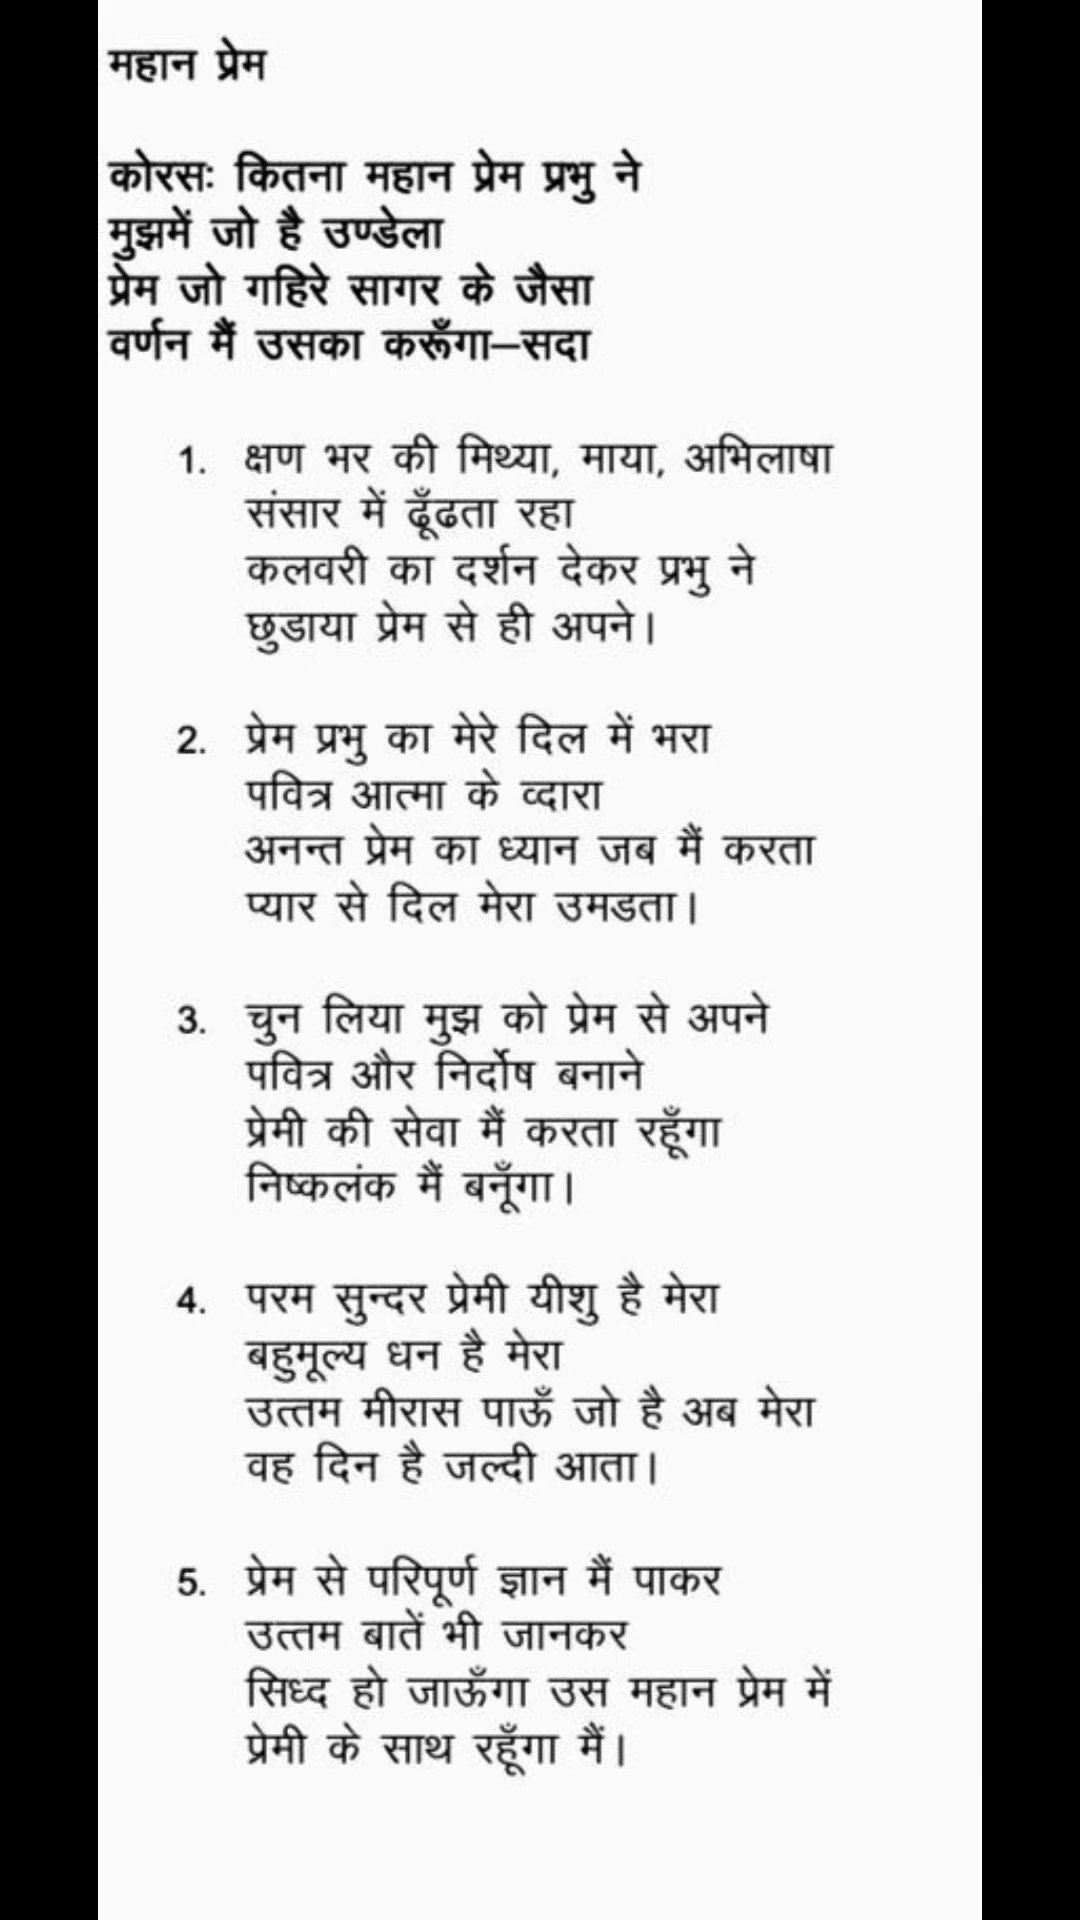 महान प्रेम
कोरसः कितना महान प्रेम प्रभु ने
मुझमें जो है उण्डेला
प्रेम जो गहिरे सागर के जैसा
वर्णन मैं उसका करूँगा–सदा
1. क्षण भर की मिथ्या, माया, अभिलाषा
संसार में ढूँढता रहा
कलवरी का दर्शन देकर प्रभु ने
छुडाया प्रेम से ही अपने।
2. प्रेम प्रभु का मेरे दिल में भरा
पवित्र आत्मा के व्दारा
अनन्त प्रेम का ध्यान जब मैं करता
प्यार से दिल मेरा उमडता।
3. चुन लिया मुझ को प्रेम से अपने
पवित्र और निर्दोष बनाने
प्रेमी की सेवा मैं करता रहूँगा
निष्कलंक मैं बनूँगा।
4. परम सुन्दर प्रेमी यीशु है मेरा
बहुमूल्य धन है मेरा
उत्तम मीरास पाऊँ जो है अब मेरा
वह दिन है जल्दी आता।
5. प्रेम से परिपूर्ण ज्ञान मैं पाकर
उत्तम बातें भी जानकर
सिध्द हो जाऊँगा उस महान प्रेम में
प्रेमी के साथ रहूँगा मैं।